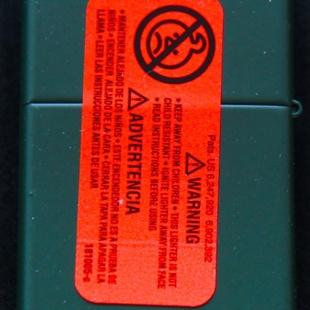 Pats. US 6,247,920 6,902,392
⚠ WARNING
• KEEP AWAY FROM CHILDREN • THIS LIGHTER IS NOT
CHILD RESISTANT • IGNITE LIGHTER AWAY FROM FACE
• READ INSTRUCTIONS BEFORE USING
⚠ ADVERTENCIA
• MANTENER ALEJADO DE LOS NIÑOS • ESTE ENCENDEDOR NO ES A PRUEBA DE
NIÑOS • ENCENDER ALEJADO DE LA CARA • CERRAR LA TAPA PARA APAGAR LA
LLAMA • LEER LAS INSTRUCCIONES ANTES DE USAR
181005-a